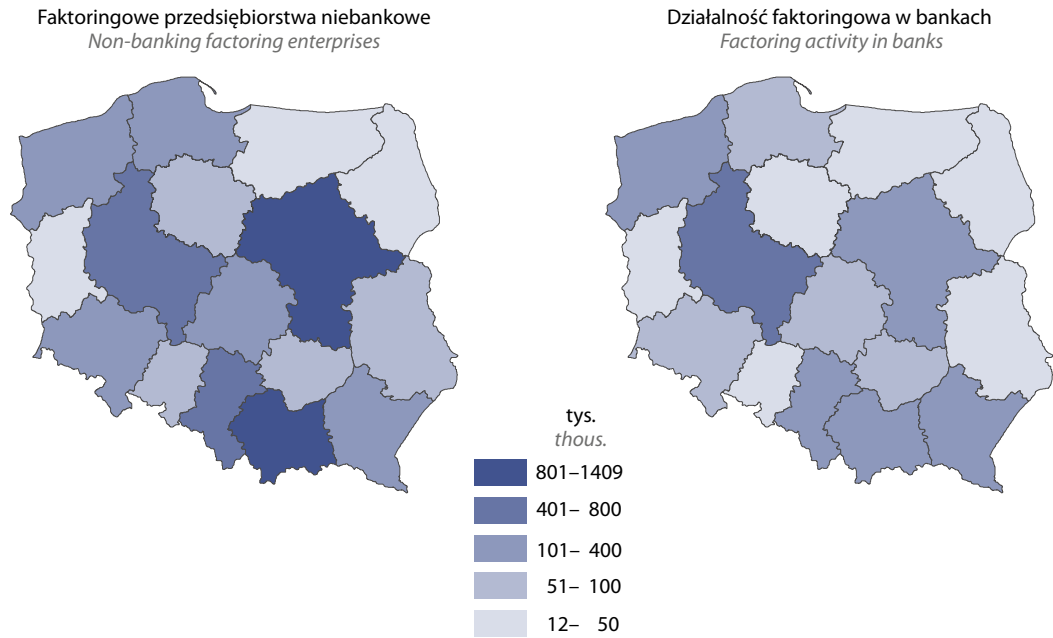 Faktoringowe przedsiębiorstwa niebankowe
Non-banking factoring enterprises
Działalność faktoringowa w bankach
Factoring activity in banks
tys.
thous.
801–1409
401– 800
101– 400
51– 100
12– 50